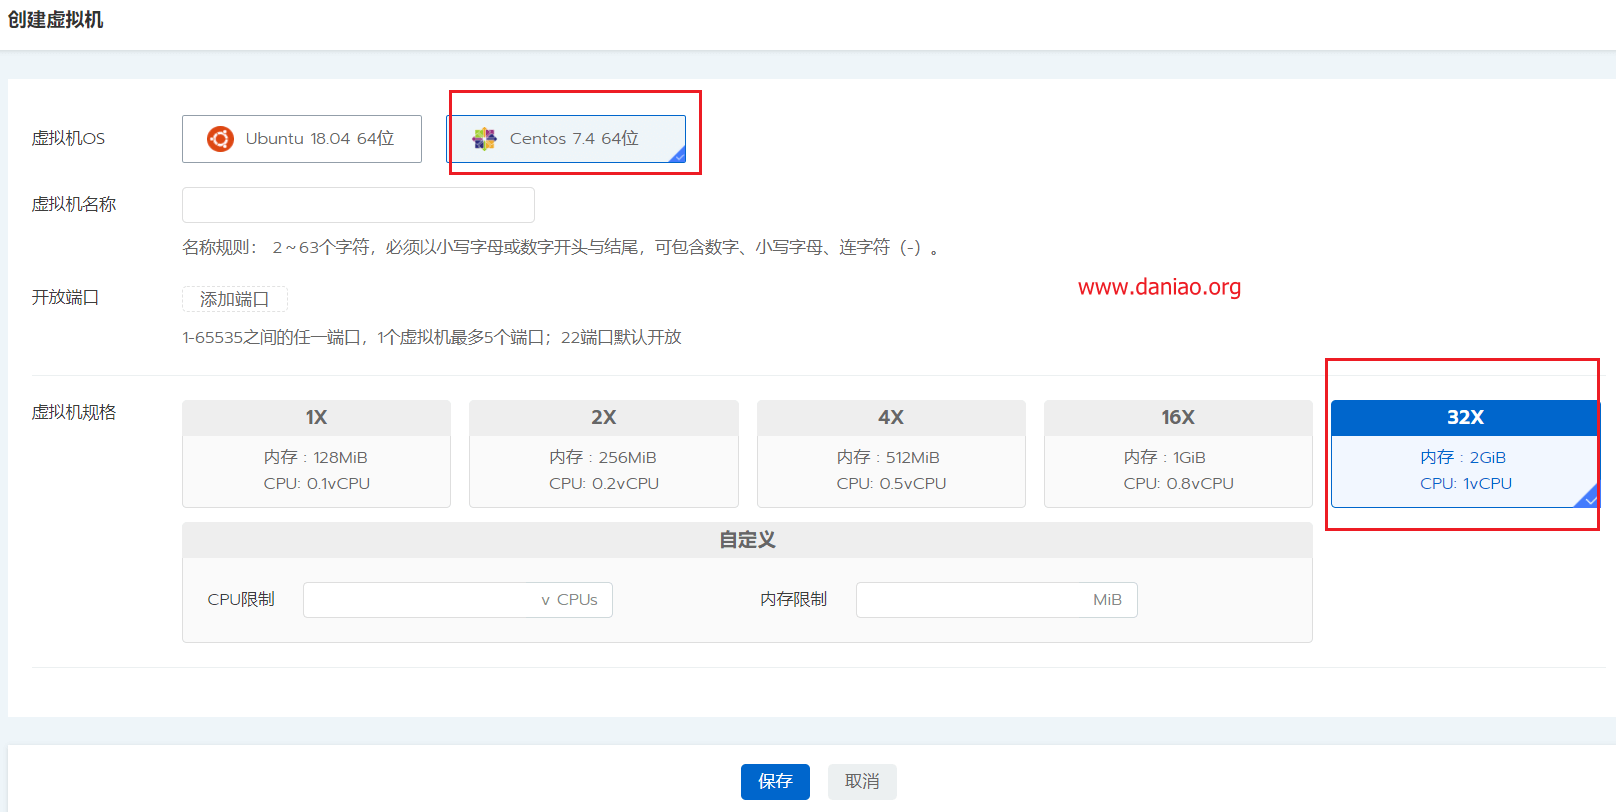 创建虚拟机
虚拟机OS
Ubuntu 18.04 64位
Centos 7.4 64位
虚拟机名称
名称规则： 2～63个字符，必须以小写字母或数字开头与结尾，可包含数字、小写字母、连字符（-）。
开放端口
添加端口
www.daniao.org
1-65535之间的任一端口，1个虚拟机最多5个端口；22端口默认开放
虚拟机规格
1X
内存 : 128MiB
CPU: 0.1vCPU
2X
内存 : 256MiB
CPU: 0.2vCPU
4X
内存 : 512MiB
CPU: 0.5vCPU
16X
内存 : 1GiB
CPU: 0.8vCPU
32X
内存 : 2GiB
CPU: 1vCPU
自定义
CPU限制
v CPUs
内存限制
MiB
保存
取消